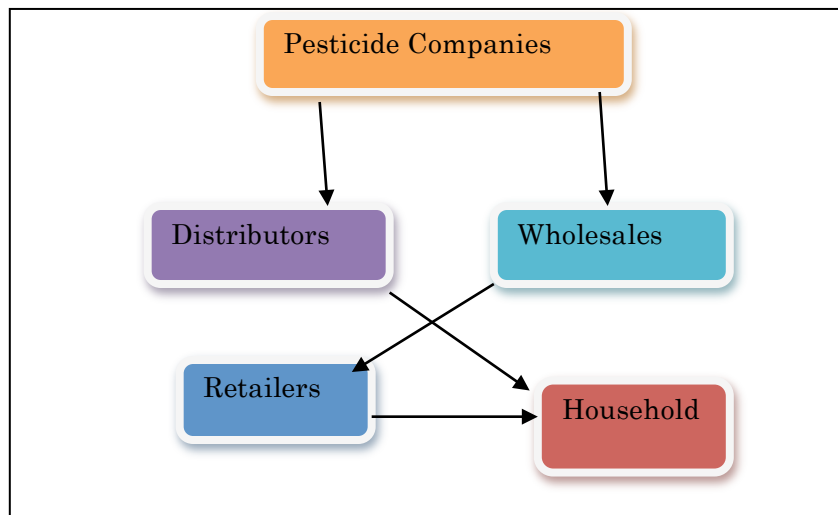 Pesticide Companies
Distributors
Wholesales
Retailers
Household